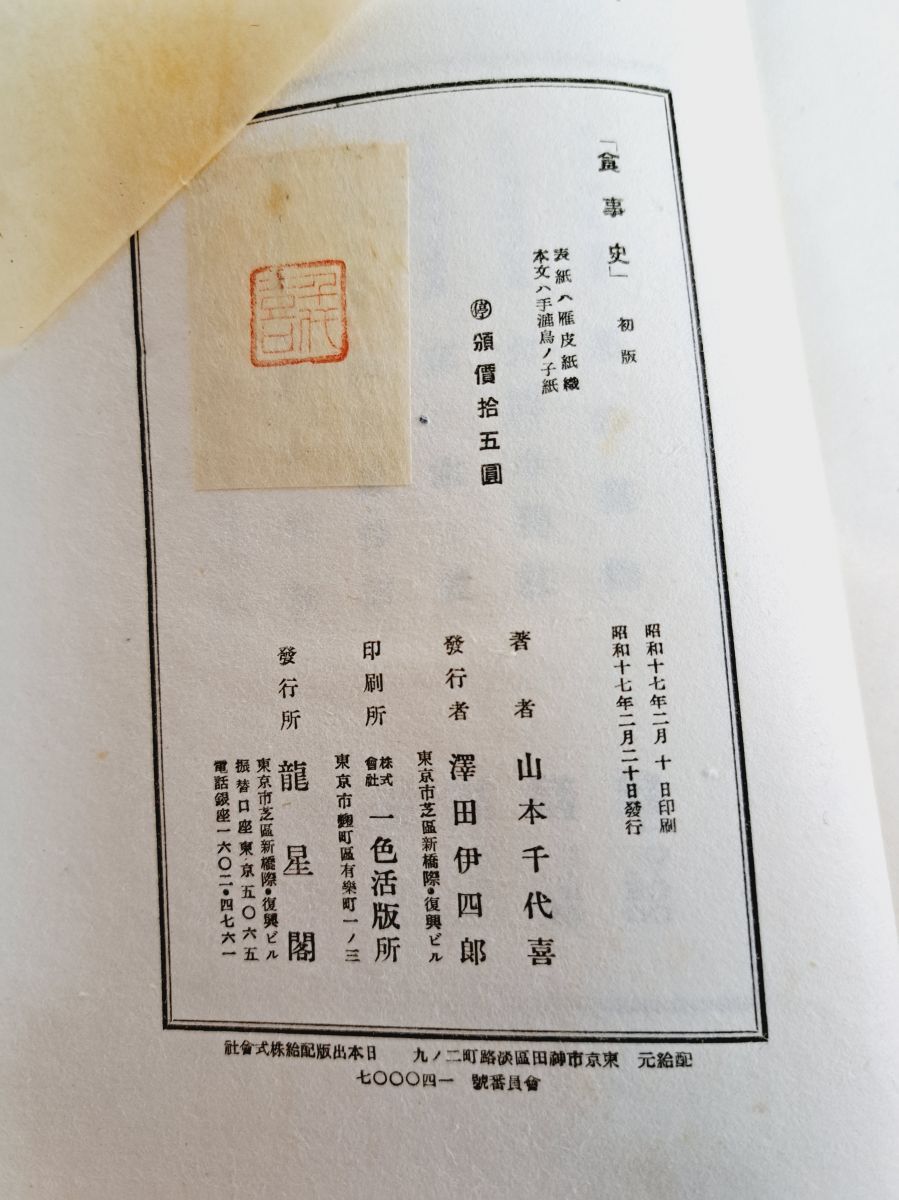 「食事史」 初版
表紙ハ雁皮紙織
本文ハ手漉鳥ノ子紙
㊡頒價拾五圓
昭和十七年二月 十 日印刷
昭和十七年二月二十日發行
著者 山本千代喜
發行者 澤田伊四郎
東京市芝區新橋際・復興ビル
印刷所 株式會社 一色活版所
東京市麴町區有樂町一ノ三
發行所 龍星閣
東京市芝區新橋際・復興ビル
振替口座東京五〇六五
電話銀座一六〇二・四七六一
社會式株給配版出本日 九ノ二町路淡區田神市京東 元給配
七〇〇〇四一 號番員會